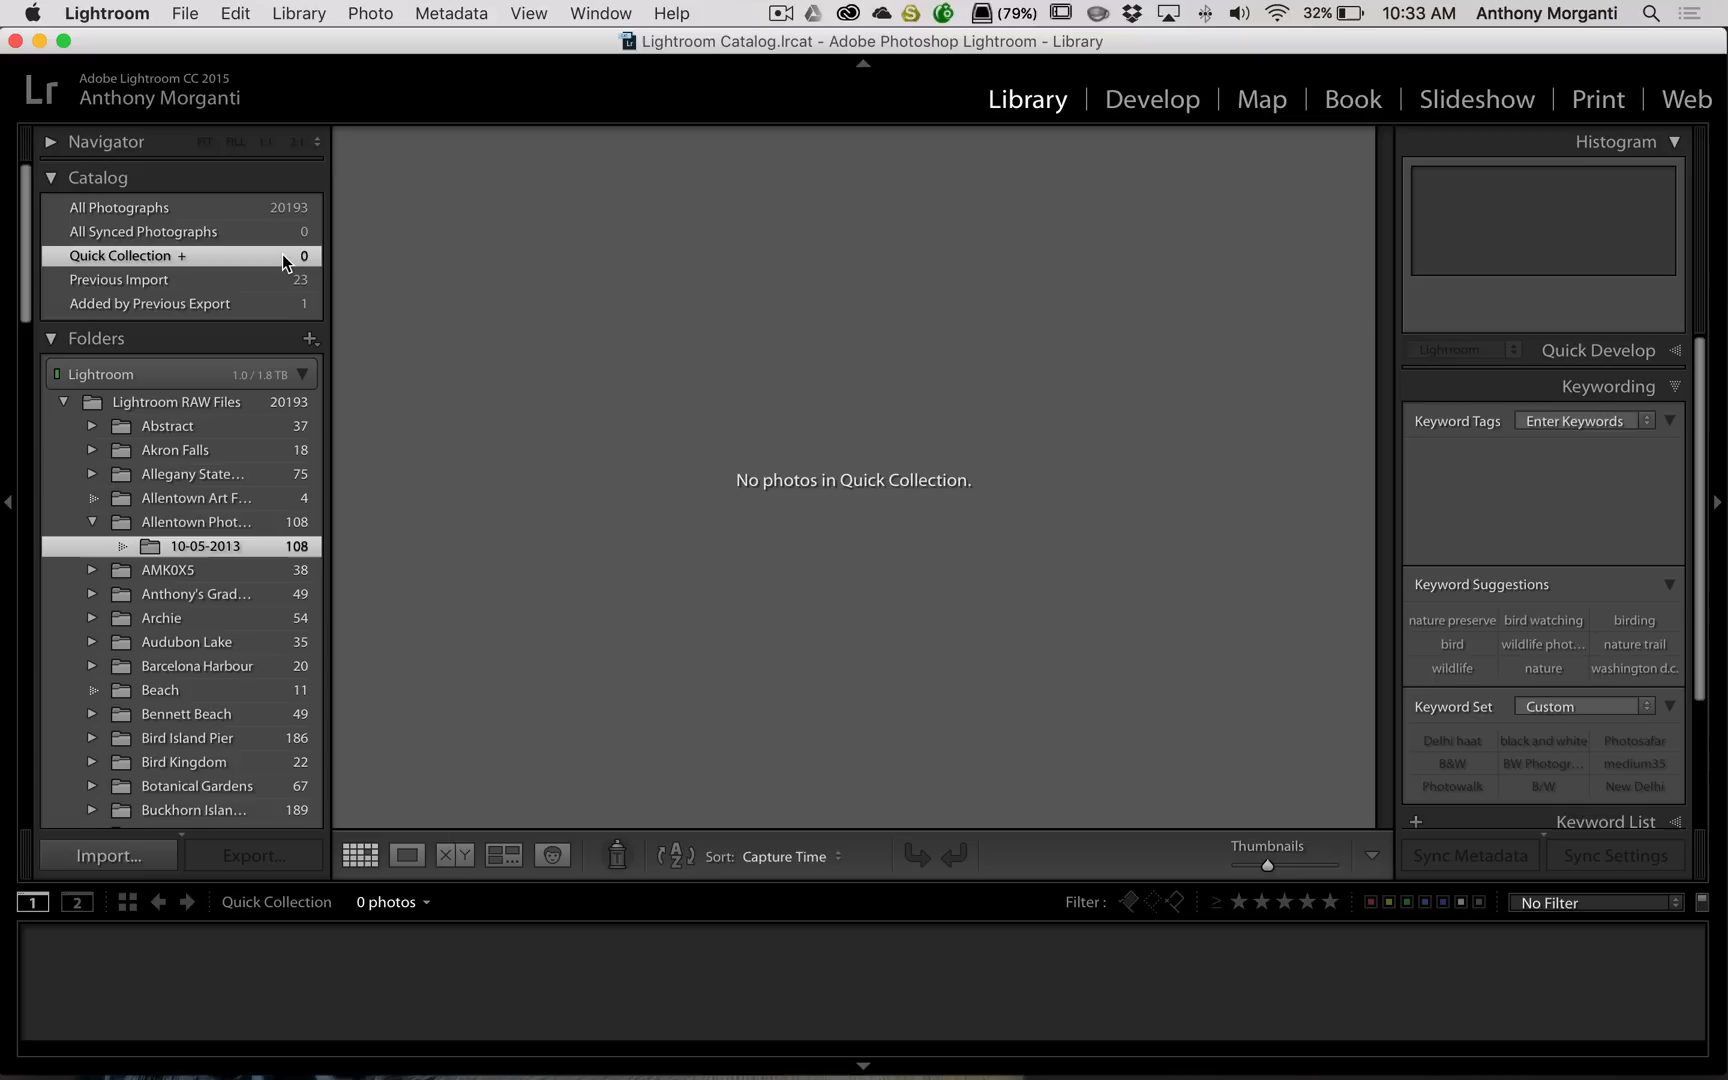 Lightroom File Edit Library Photo Metadata View Window Help (79%) 32% 10:33 AM Anthony Morganti
Lightroom Catalog.lrcat - Adobe Photoshop Lightroom - Library
Lr Adobe Lightroom CC 2015
Anthony Morganti
Library | Develop | Map | Book | Slideshow | Print | Web
Navigator FIT FILL 1:1 2:1
Catalog
All Photographs 20193
All Synced Photographs 0
Quick Collection + 0
Previous Import 23
Added by Previous Export 1
Folders +
Lightroom 1.0 / 1.8 TB
Lightroom RAW Files 20193
Abstract 37
Akron Falls 18
Allegany State... 75
Allentown Art F... 4
Allentown Phot... 108
10-05-2013 108
AMK0X5 38
Anthony's Grad... 49
Archie 54
Audubon Lake 35
Barcelona Harbour 20
Beach 11
Bennett Beach 49
Bird Island Pier 186
Bird Kingdom 22
Botanical Gardens 67
Buckhorn Islan... 189
Import... Export...
No photos in Quick Collection.
Sort: Capture Time
Thumbnails
Histogram
Lightroom Quick Develop
Keywording
Keyword Tags Enter Keywords
Keyword Suggestions
nature preserve bird watching birding
bird wildlife phot... nature trail
wildlife nature washington d.c.
Keyword Set Custom
Delhi haat black and white Photosafar
B&W BW Photogr... medium35
Photowalk B/W New Delhi
+ Keyword List
Sync Metadata Sync Settings
1 2 Quick Collection 0 photos Filter : ≥ ★★★★★ No Filter